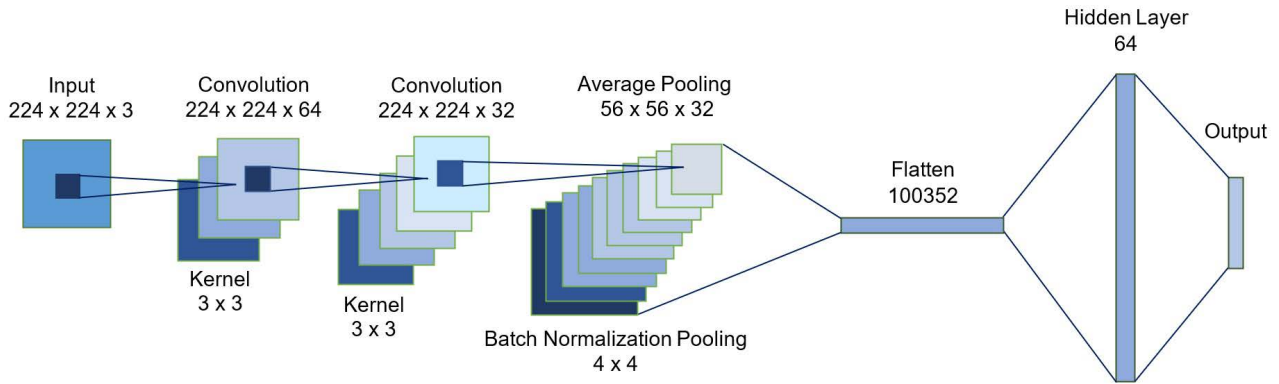 Input
224 x 224 x 3
Convolution
224 x 224 x 64
Kernel
3 x 3
Convolution
224 x 224 x 32
Kernel
3 x 3
Average Pooling
56 x 56 x 32
Batch Normalization Pooling
4 x 4
Flatten
100352
Hidden Layer
64
Output